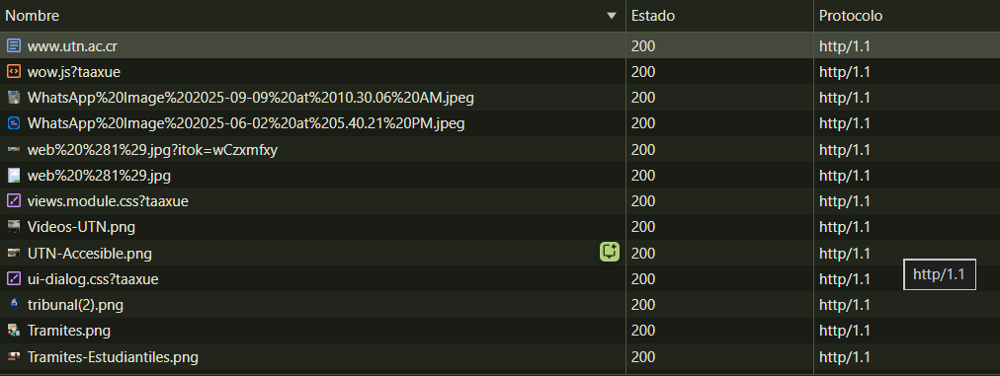 Nombre Estado Protocolo
www.utn.ac.cr 200 http/1.1
wow.js?taaxue 200 http/1.1
WhatsApp%20Image%202025-09-09%20at%2010.30.06%20AM.jpeg 200 http/1.1
WhatsApp%20Image%202025-06-02%20at%205.40.21%20PM.jpeg 200 http/1.1
web%20%281%29.jpg?itok=wCzxmfxy 200 http/1.1
web%20%281%29.jpg 200 http/1.1
views.module.css?taaxue 200 http/1.1
Videos-UTN.png 200 http/1.1
UTN-Accesible.png 200 http/1.1
http/1.1
ui-dialog.css?taaxue 200 http/1.1
tribunal(2).png 200 http/1.1
Tramites.png 200 http/1.1
Tramites-Estudiantiles.png 200 http/1.1